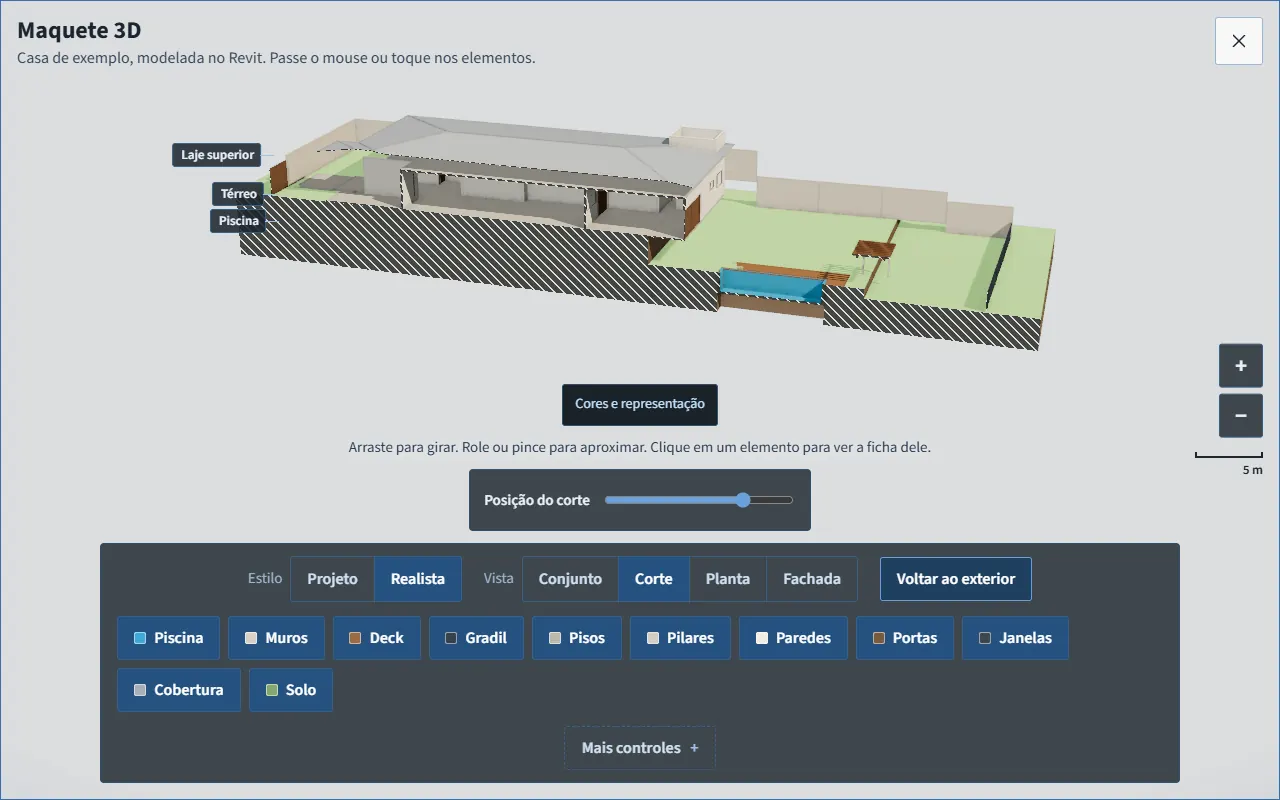 Maquete 3D
Casa de exemplo, modelada no Revit. Passe o mouse ou toque nos elementos.
Laje superior
Térreo
Piscina
+
−
5 m
Cores e representação
Arraste para girar. Role ou pince para aproximar. Clique em um elemento para ver a ficha dele.
Posição do corte
Estilo Projeto Realista Vista Conjunto Corte Planta Fachada Voltar ao exterior
Piscina Muros Deck Gradil Pisos Pilares Paredes Portas Janelas
Cobertura Solo
Mais controles +